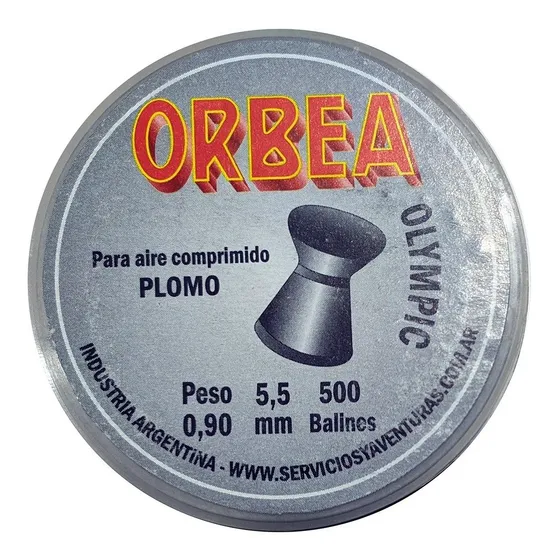 ORBEA
OLYMPIC
Para aire comprimido
PLOMO
Peso 5,5 500
0,90 mm Balines
INDUSTRIA ARGENTINA - WWW.SERVICIOSYAVENTURAS.COM.AR